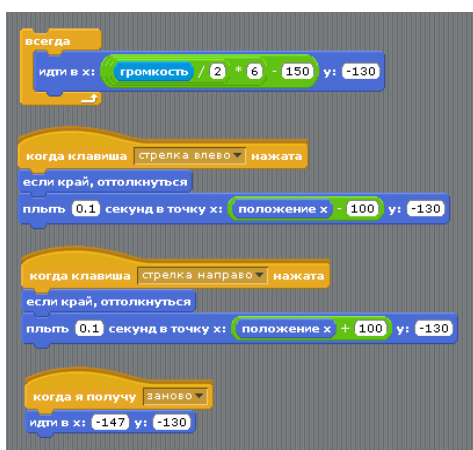 всегда
идти в x: громкость / 2 * 6 - 150 y: -130
когда клавиша стрелка влево нажата
если край, оттолкнуться
плыть 0.1 секунд в точку x: положение x - 100 y: -130
когда клавиша стрелка направо нажата
если край, оттолкнуться
плыть 0.1 секунд в точку x: положение x + 100 y: -130
когда я получу заново
идти в x: -147 y: -130